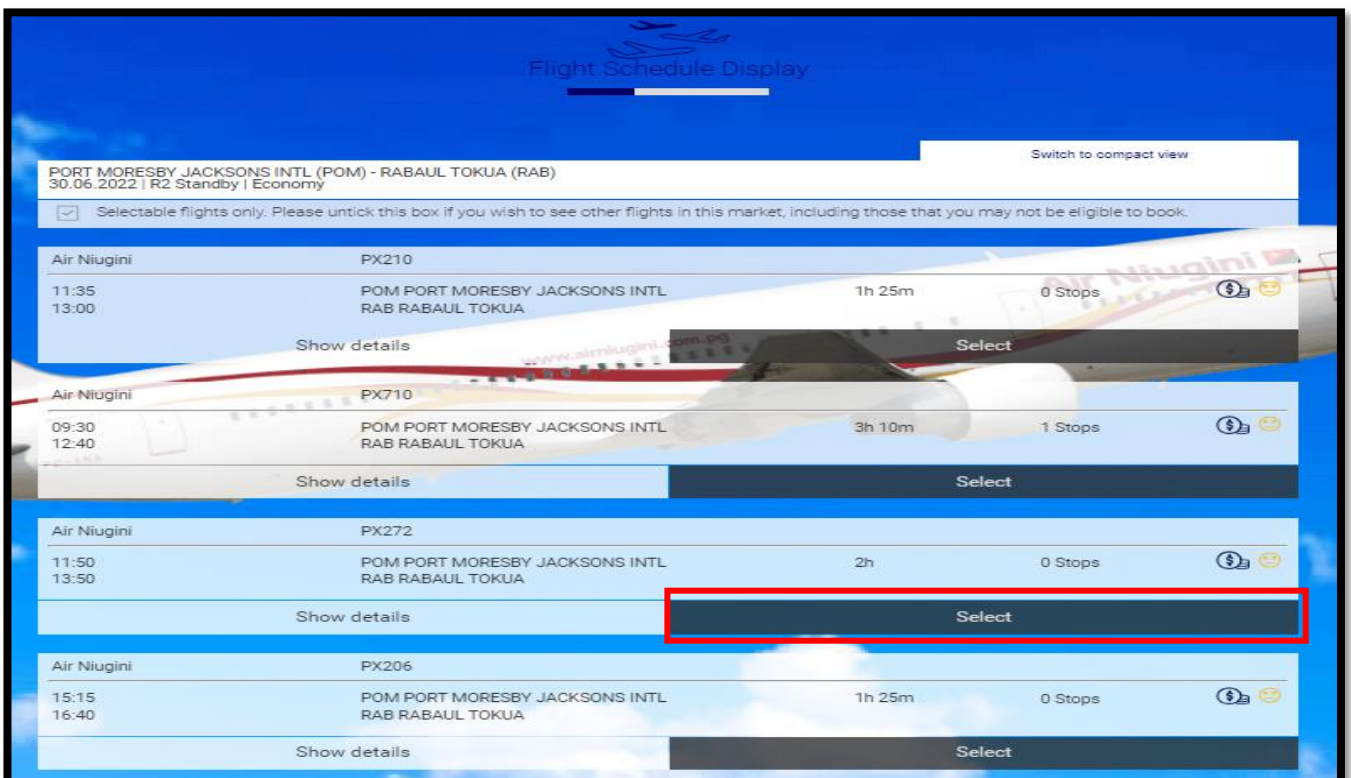 Flight Schedule Display
Switch to compact view
PORT MORESBY JACKSONS INTL (POM) - RABAUL TOKUA (RAB)
30.06.2022 | R2 Standby | Economy
Selectable flights only. Please untick this box if you wish to see other flights in this market, including those that you may not be eligible to book.
Air Niugini PX210
11:35 POM PORT MORESBY JACKSONS INTL 1h 25m 0 Stops
13:00 RAB RABAUL TOKUA
Air Niugini
Show details Select
www.airniugini.com.pg
Air Niugini PX710
09:30 POM PORT MORESBY JACKSONS INTL 3h 10m 1 Stops
12:40 RAB RABAUL TOKUA
Show details Select
Air Niugini PX272
11:50 POM PORT MORESBY JACKSONS INTL 2h 0 Stops
13:50 RAB RABAUL TOKUA
Show details Select
Air Niugini PX206
15:15 POM PORT MORESBY JACKSONS INTL 1h 25m 0 Stops
16:40 RAB RABAUL TOKUA
Show details Select